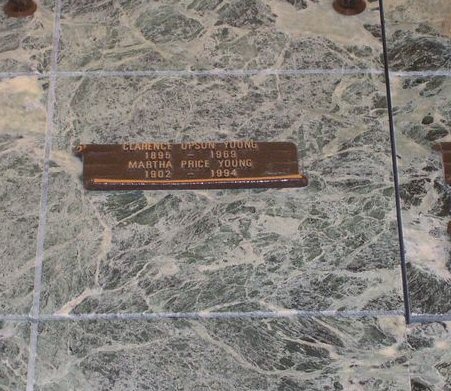 CLARENCE UPSON YOUNG
1895 - 1969
MARTHA PRICE YOUNG
1902 - 1994